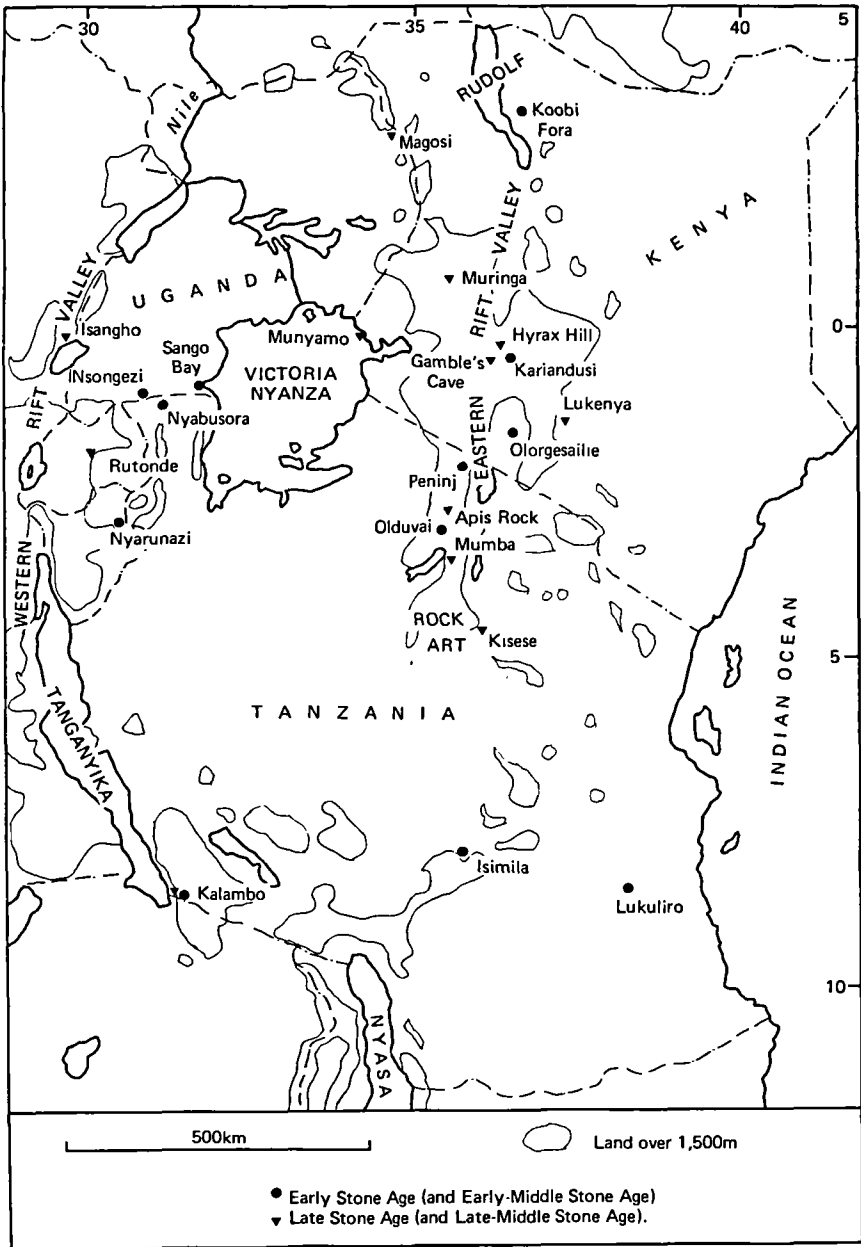 30
35
40
5
RUDOLF
Nile
Koobi
Fora
Magosi
RIFT VALLEY
KENYA
UGANDA
Muringa
VALLEY
Isangho
0
Hyrax Hill
Munyamo
Sango
Bay
Gamble's
Cave
Kariandusi
VICTORIA
NYANZA
INsongezi
Nyabusora
Lukenya
RIFT
EASTERN
Olorgesailie
Rutonde
Peninj
Apis Rock
Olduvai
Nyarunazi
Mumba
WESTERN
ROCK
ART
Kisese
5
INDIAN OCEAN
TANZANIA
TANGANYIKA
Isimila
Kalambo
Lukuliro
10
NYASA
500km
Land over 1,500m
Early Stone Age (and Early-Middle Stone Age)
Late Stone Age (and Late-Middle Stone Age).